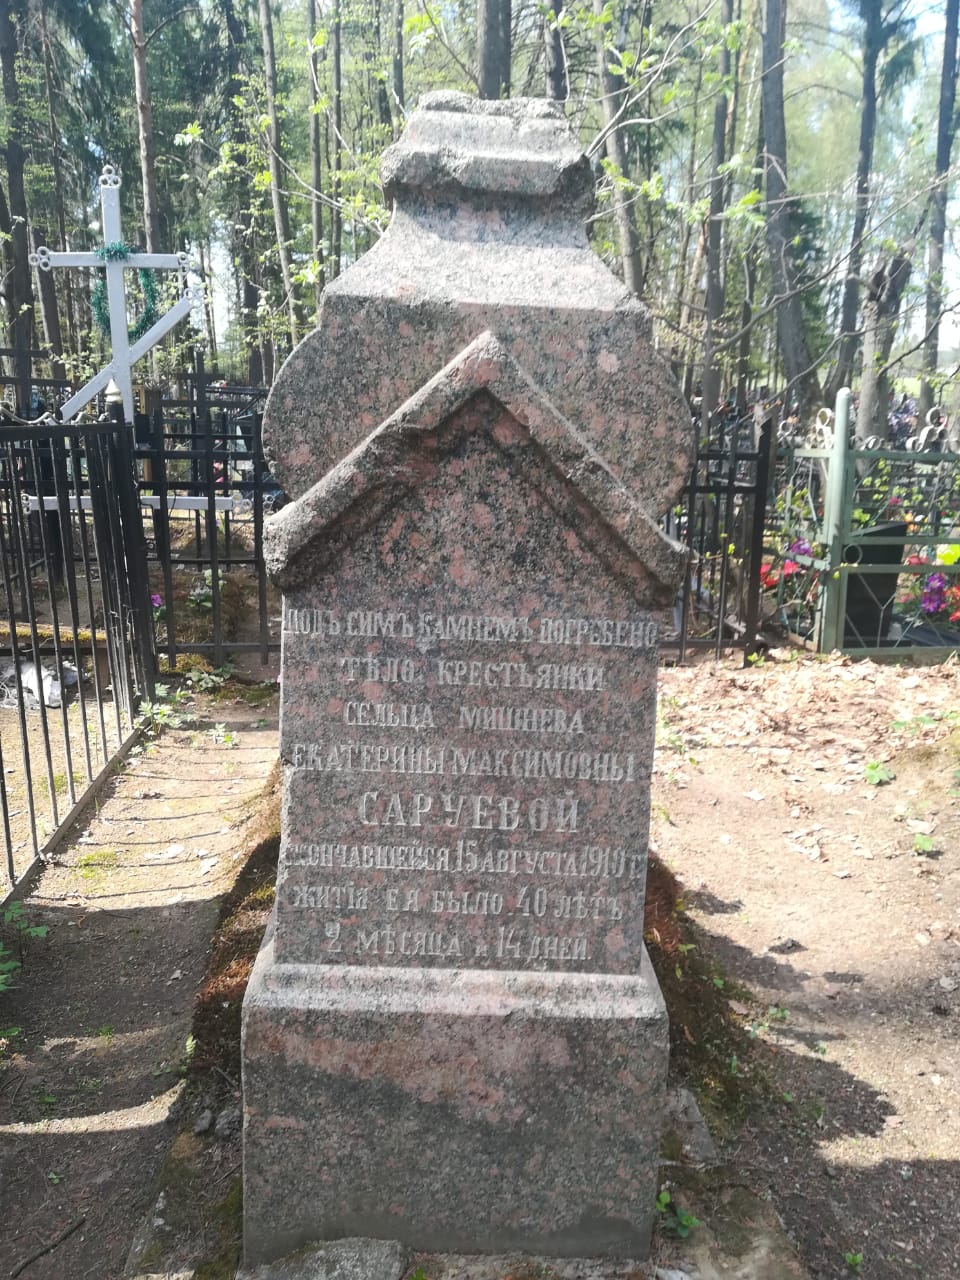 ПОДЪ СИМЪ КАМНЕМЪ ПОГРЕБЕНО
ТѢЛО КРЕСТЬЯНКИ
СЕЛЬЦА МИШНЕВА
ЕКАТЕРИНЫ МАКСИМОВНЫ
САРУЕВОЙ
СКОНЧАВШЕЙСЯ 15 АВГУСТА 1910 Г.
ЖИТІЯ ЕЯ БЫЛО 40 ЛѢТЪ
2 МѢСЯЦА И 14 ДНЕЙ.